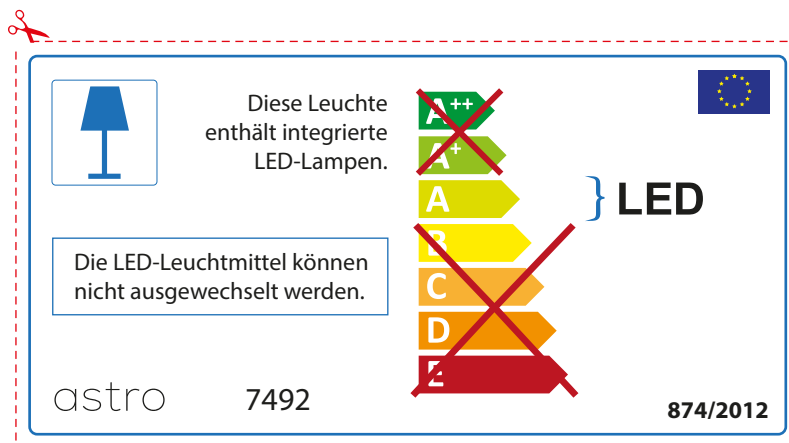 Diese Leuchte
enthält integrierte
LED-Lampen.
Die LED-Leuchtmittel können
nicht ausgewechselt werden.
A++
A+
A
B
C
D
E
LED
astro
7492
874/2012